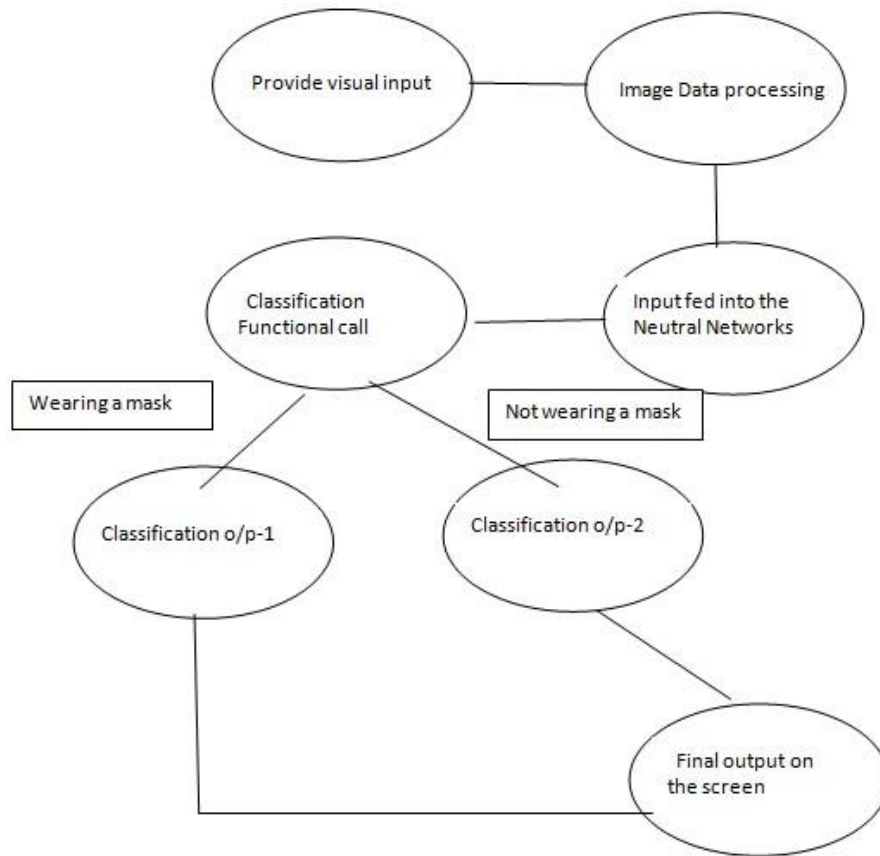 Provide visual input
Image Data processing
Classification
Functional call
Input fed into the
Neutral Networks
Wearing a mask
Not wearing a mask
Classification o/p-1
Classification o/p-2
Final output on
the screen